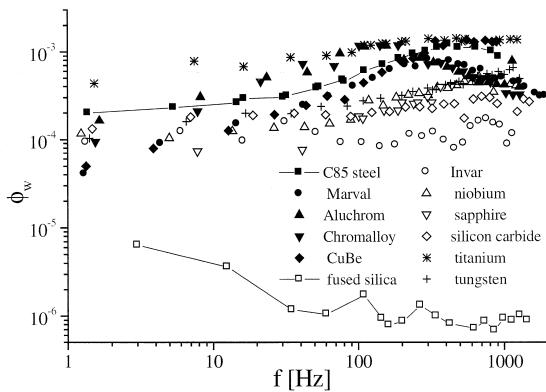 10⁻³
10⁻⁴
10⁻⁵
10⁻⁶
ϕw
C85 steel
Marval
Aluchrom
Chromalloy
CuBe
fused silica
Invar
niobium
sapphire
silicon carbide
titanium
tungsten
1 10 100 1000
f [Hz]